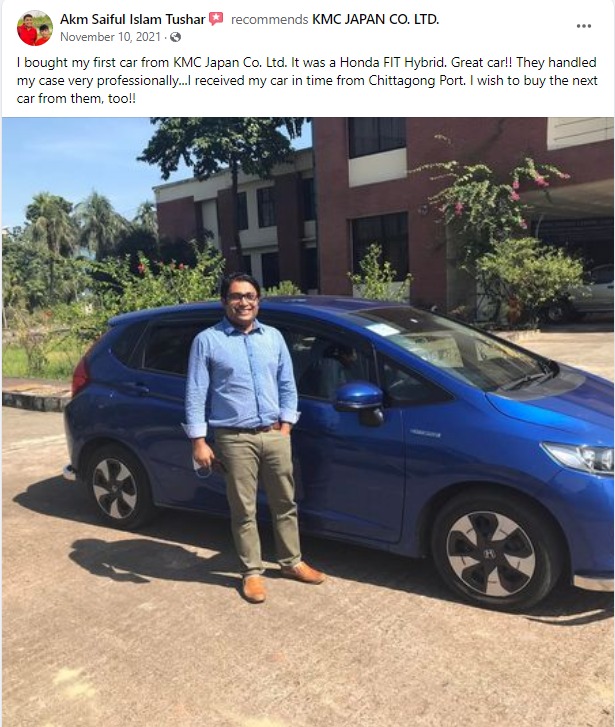 Akm Saiful Islam Tushar recommends KMC JAPAN CO. LTD.
November 10, 2021 ·
I bought my first car from KMC Japan Co. Ltd. It was a Honda FIT Hybrid. Great car!! They handled
my case very professionally...I received my car in time from Chittagong Port. I wish to buy the next
car from them, too!!